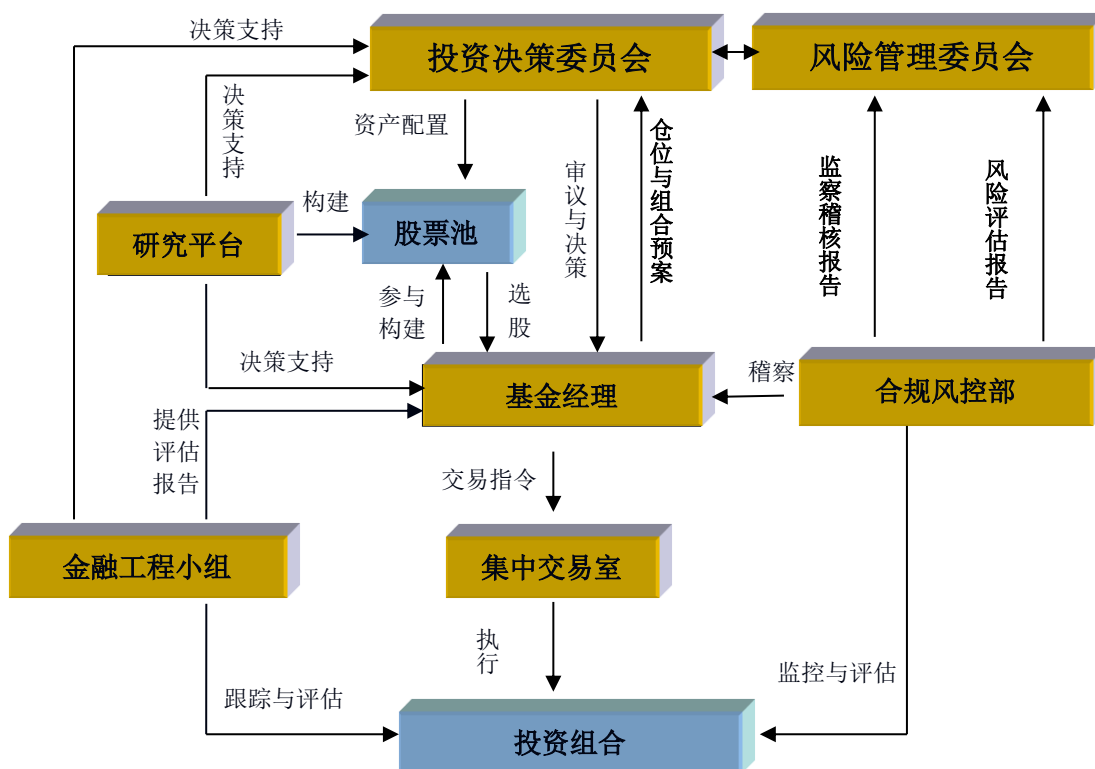 决策支持
投资决策委员会
风险管理委员会
决策支持
资产配置
审议与决策
仓位与组合预案
监察稽核报告
风险评估报告
研究平台
构建
股票池
参与
构建
选股
决策支持
基金经理
稽察
合规风控部
提供
评估
报告
交易指令
金融工程小组
集中交易室
执行
跟踪与评估
监控与评估
投资组合